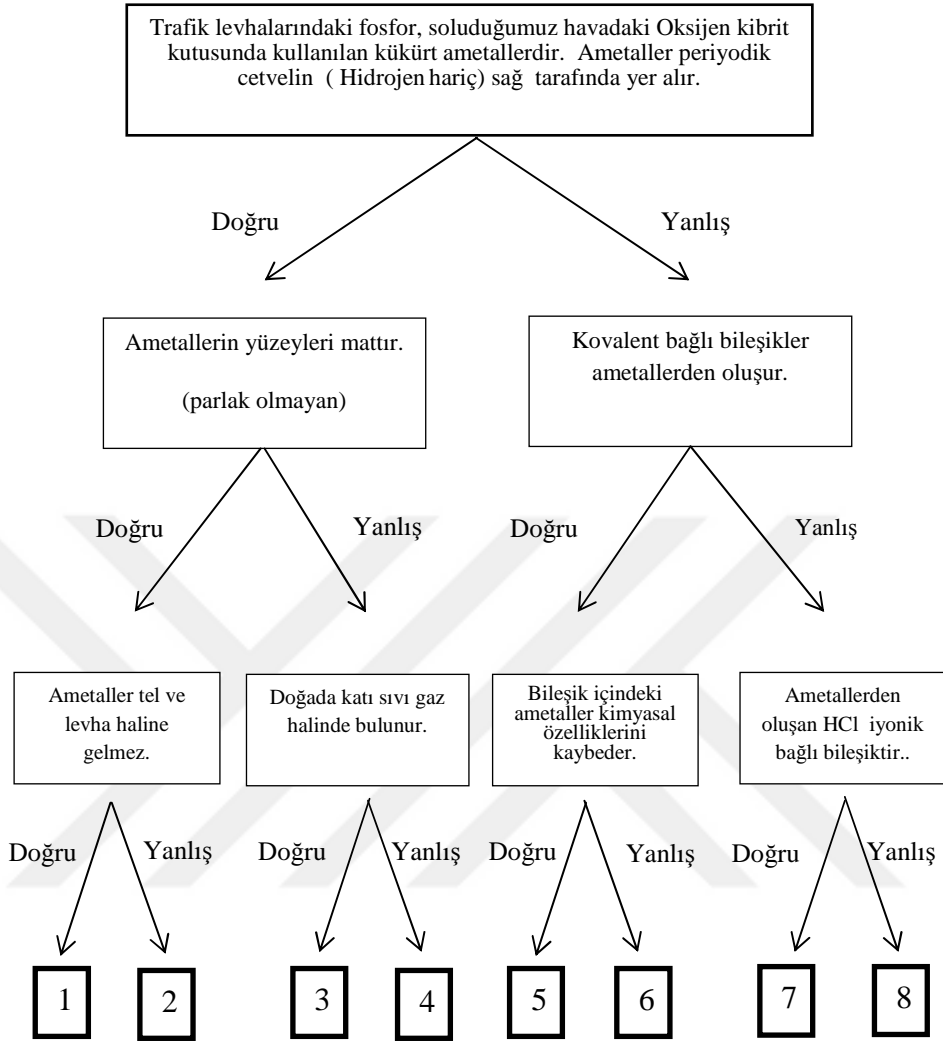 Trafik levhalarındaki fosfor, soluduğumuz havadaki Oksijen kibrit
kutusunda kullanılan kükürt ametallerdir. Ametaller periyodik
cetvelin ( Hidrojen hariç) sağ tarafında yer alır.
Doğru
Yanlış
Ametallerin yüzeyleri mattır.
(parlak olmayan)
Kovalent bağlı bileşikler
ametallerden oluşur.
Doğru
Yanlış
Doğru
Yanlış
Ametaller tel ve
levha haline
gelmez.
Doğada katı sıvı gaz
halinde bulunur.
Bileşik içindeki
ametaller kimyasal
özelliklerini
kaybeder.
Ametallerden
oluşan HCl iyonik
bağlı bileşiktir..
Doğru
Yanlış
Doğru
Yanlış
Doğru
Yanlış
Doğru
Yanlış
1
2
3
4
5
6
7
8